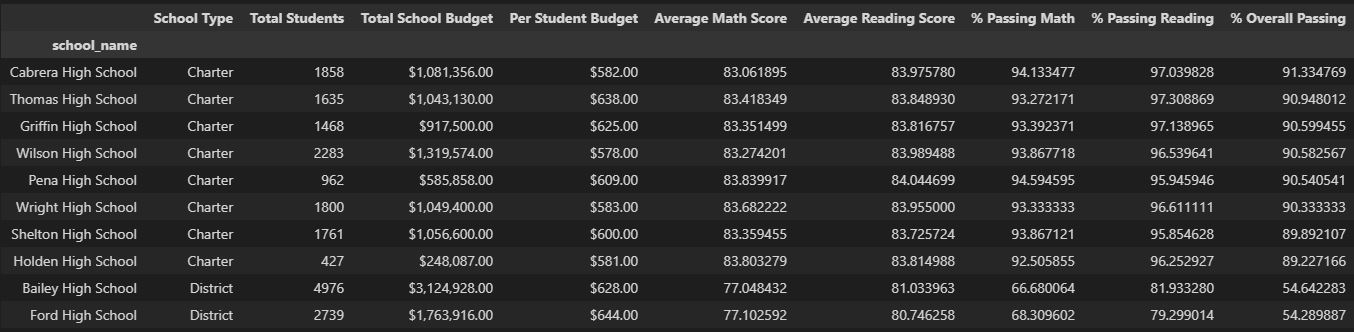 School Type Total Students Total School Budget Per Student Budget Average Math Score Average Reading Score % Passing Math % Passing Reading % Overall Passing
school_name
Cabrera High School Charter 1858 $1,081,356.00 $582.00 83.061895 83.975780 94.133477 97.039828 91.334769
Thomas High School Charter 1635 $1,043,130.00 $638.00 83.418349 83.848930 93.272171 97.308869 90.948012
Griffin High School Charter 1468 $917,500.00 $625.00 83.351499 83.816757 93.392371 97.138965 90.599455
Wilson High School Charter 2283 $1,319,574.00 $578.00 83.274201 83.989488 93.867718 96.539641 90.582567
Pena High School Charter 962 $585,858.00 $609.00 83.839917 84.044699 94.594595 95.945946 90.540541
Wright High School Charter 1800 $1,049,400.00 $583.00 83.682222 83.955000 93.333333 96.611111 90.333333
Shelton High School Charter 1761 $1,056,600.00 $600.00 83.359455 83.725724 93.867121 95.854628 89.892107
Holden High School Charter 427 $248,087.00 $581.00 83.803279 83.814988 92.505855 96.252927 89.227166
Bailey High School District 4976 $3,124,928.00 $628.00 77.048432 81.033963 66.680064 81.933280 54.642283
Ford High School District 2739 $1,763,916.00 $644.00 77.102592 80.746258 68.309602 79.299014 54.289887